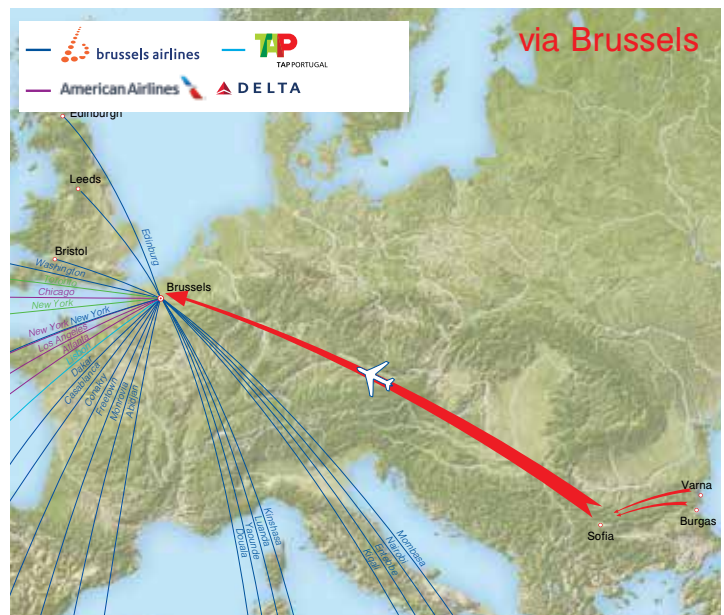 via Brussels
brussels airlines
TAP
TAP PORTUGAL
American Airlines
DELTA
Edinburgh
Leeds
Bristol
Edinburg
Washington
Brussels
Chicago
New York
New York
New York
Los Angeles
Atlanta
Dakar
Casablanca
Conakry
Freetown
Monrovia
Abidjan
Varna
Burgas
Sofia
Kinshasa
Luanda
Yaounde
Douala
Mombasa
Nairobi
Entebbe
Kigal